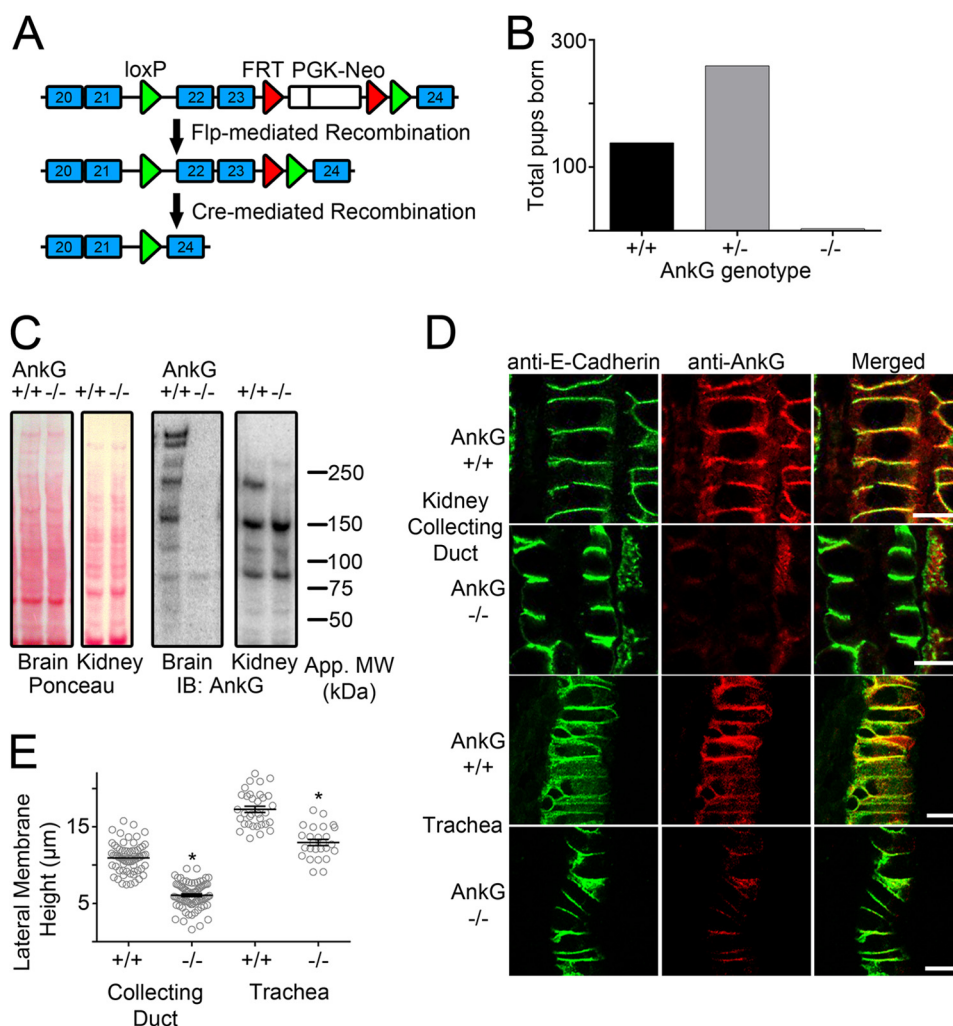 A
loxP FRT PGK-Neo
20 21 22 23 24
Flp-mediated Recombination
20 21 22 23 24
Cre-mediated Recombination
20 21 24
B
300
100
Total pups born
+/+ +/- -/-
AnkG genotype
C
AnkG
+/+ -/- +/+ -/-
AnkG
+/+ -/- +/+ -/-
250
150
100
75
50
Brain Kidney
Ponceau
Brain Kidney
IB: AnkG
App. MW
(kDa)
D
anti-E-Cadherin anti-AnkG Merged
AnkG
+/+
Kidney
Collecting
Duct
AnkG
-/-
AnkG
+/+
Trachea
AnkG
-/-
E
Lateral Membrane
Height (µm)
15
5
* *
+/+ -/- +/+ -/-
Collecting
Duct
Trachea